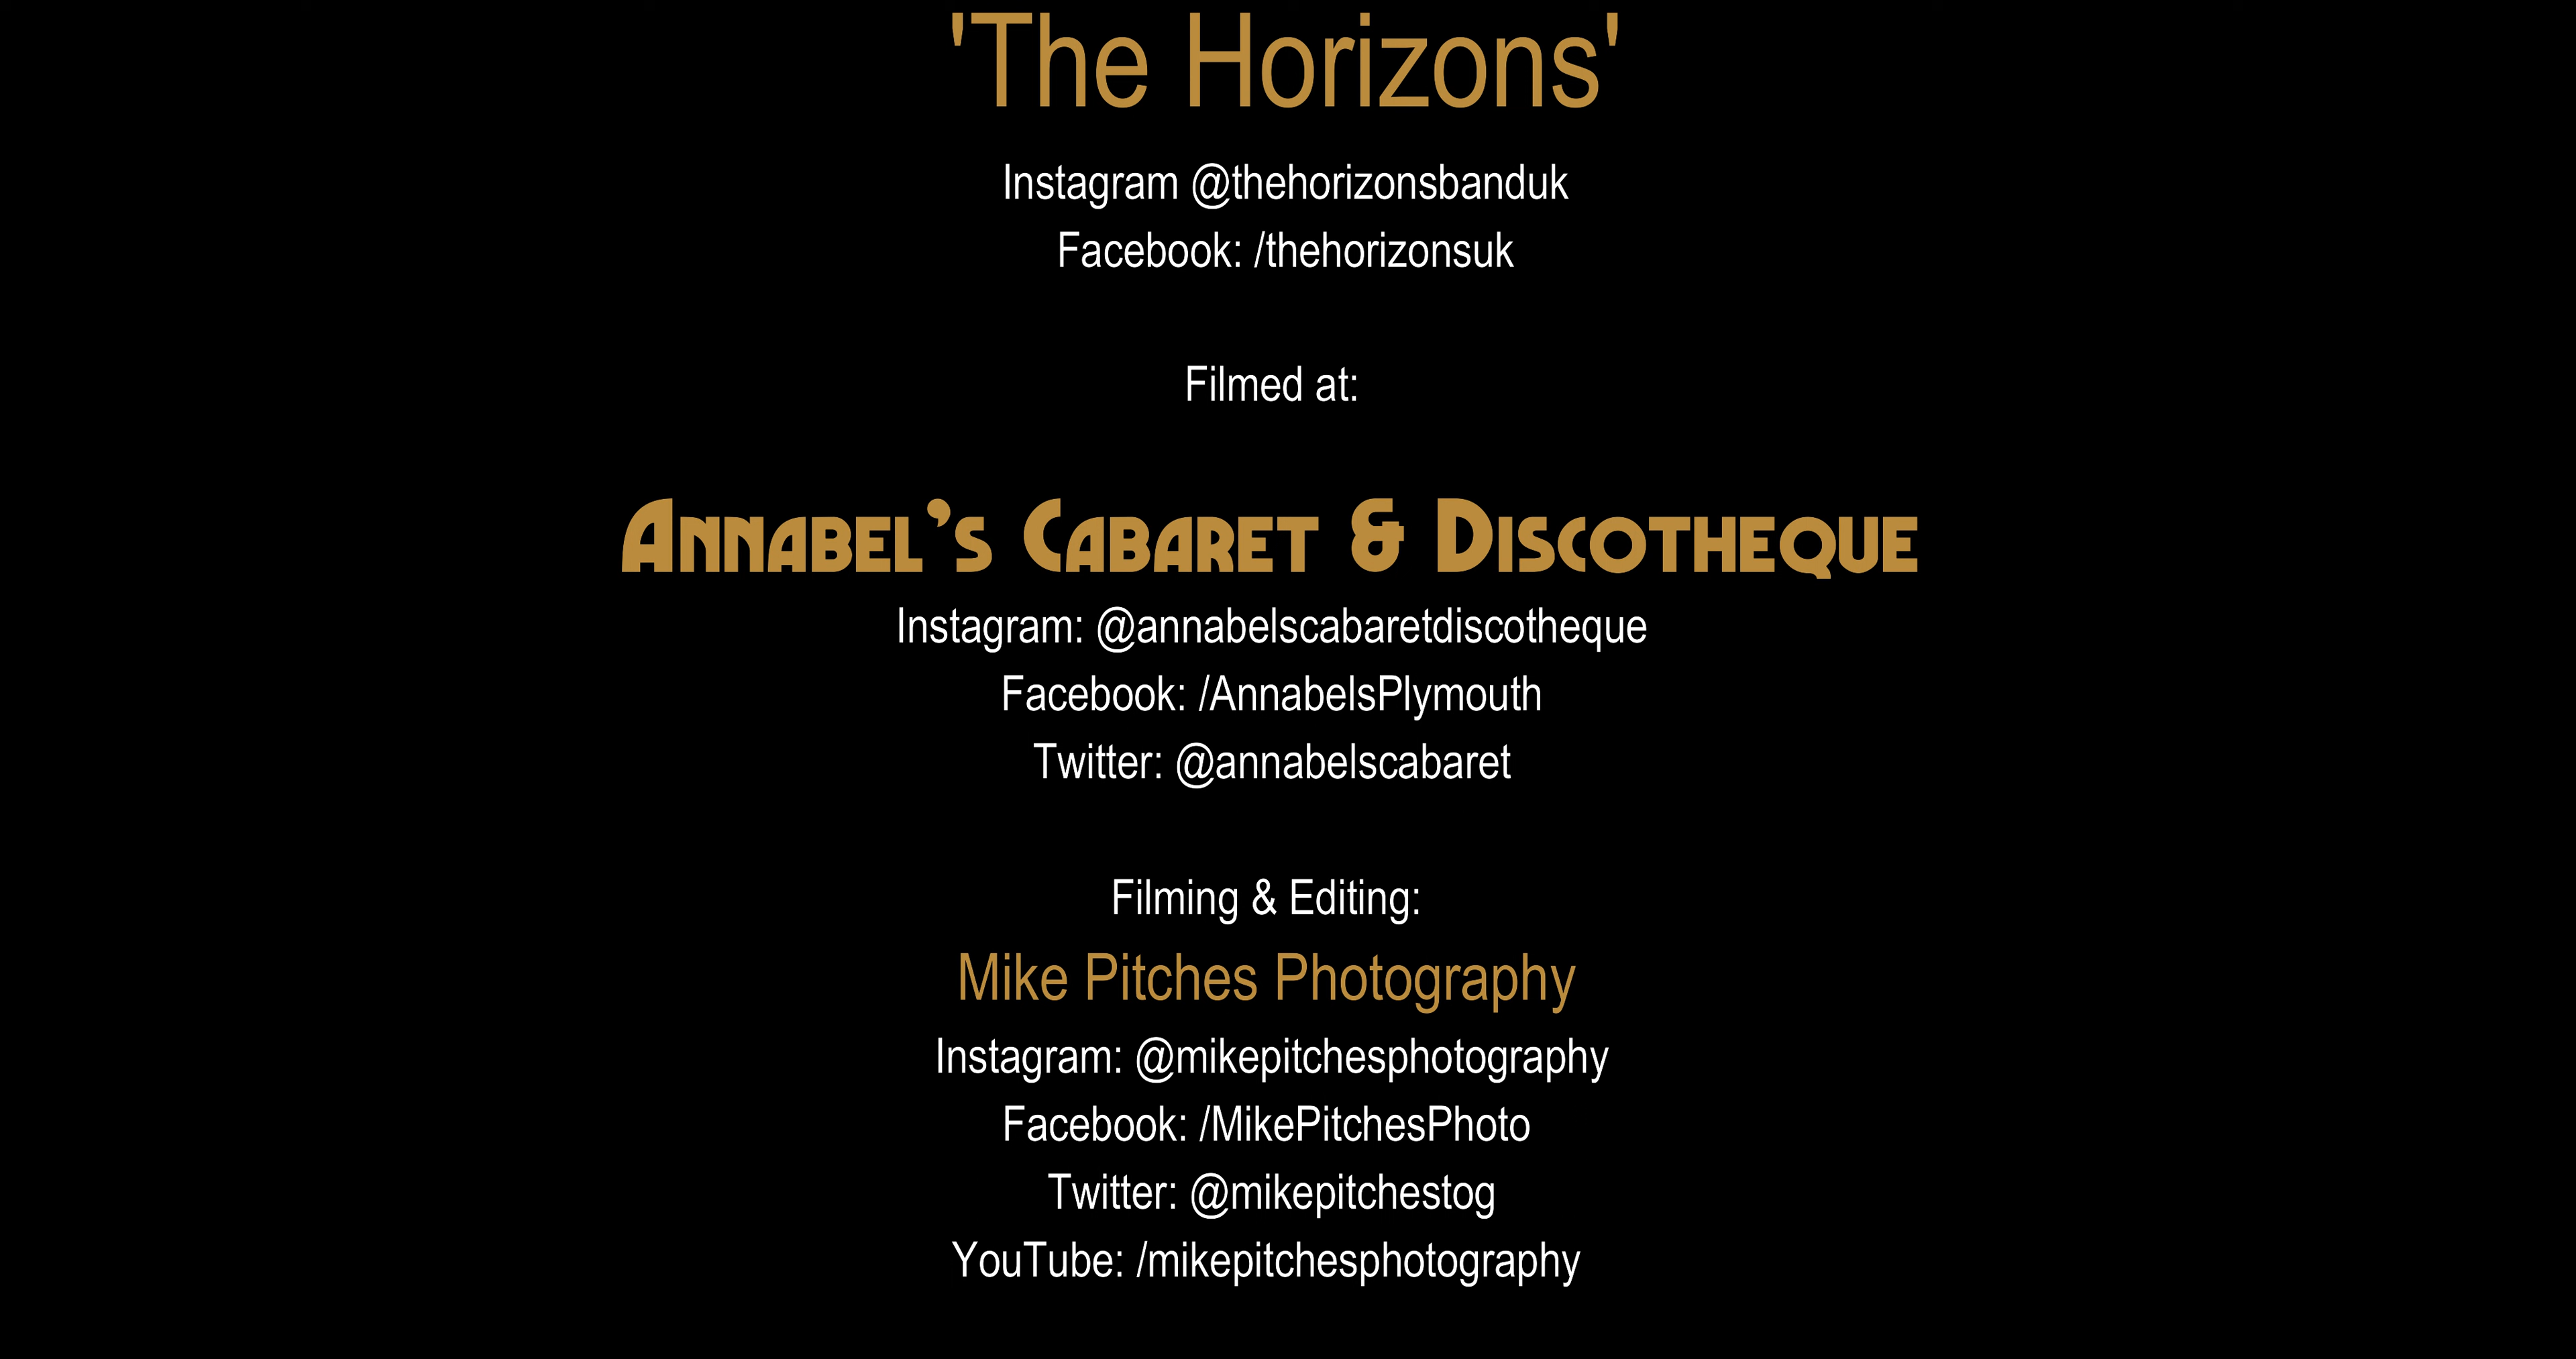 'The Horizons'
Instagram @thehorizonsbanduk
Facebook: /thehorizonsuk
Filmed at:
Annabel's Cabaret & Discotheque
Instagram: @annabelscabaretdiscotheque
Facebook: /AnnabelsPlymouth
Twitter: @annabelscabaret
Filming & Editing:
Mike Pitches Photography
Instagram: @mikepitchesphotography
Facebook: /MikePitchesPhoto
Twitter: @mikepitchestog
YouTube: /mikepitchesphotography